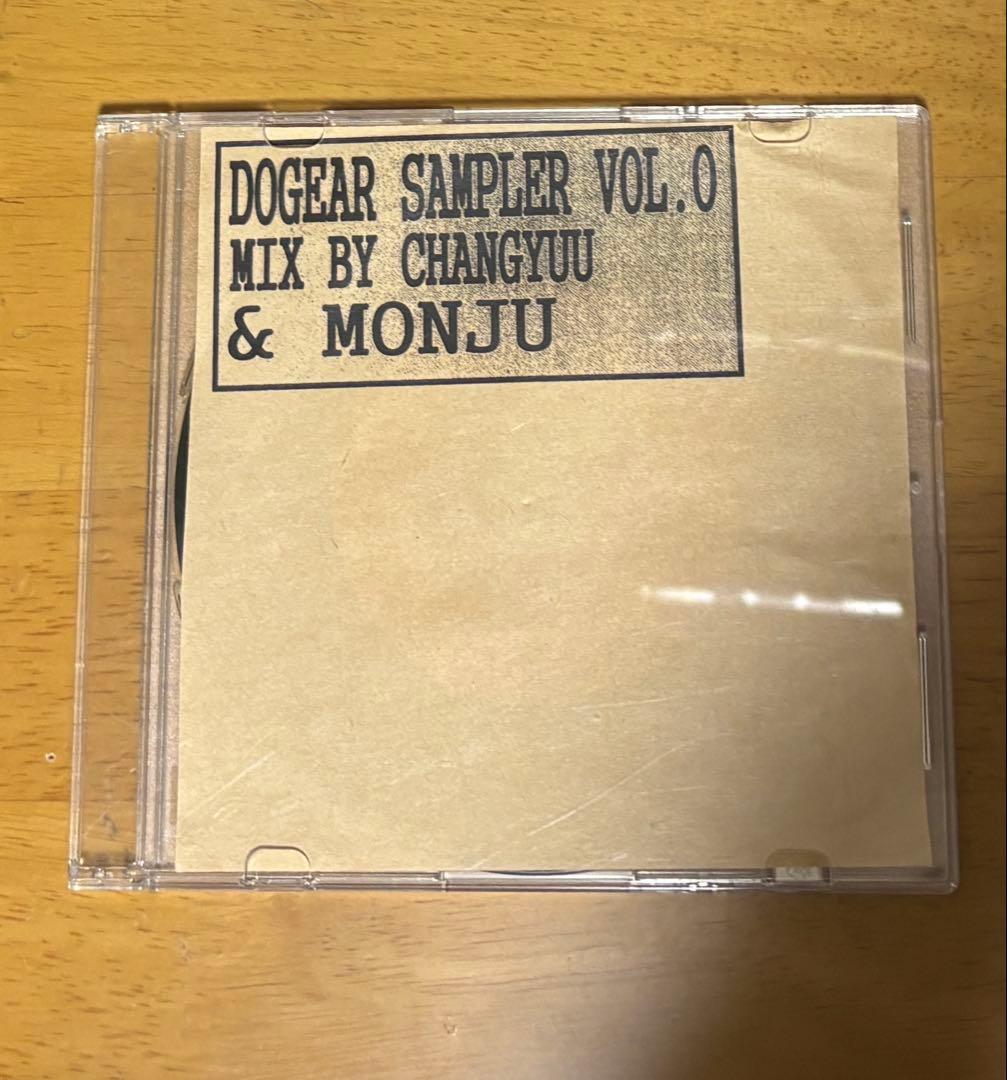 DOGEAR SAMPLER VOL.0
MIX BY CHANGYUU
& MONJU